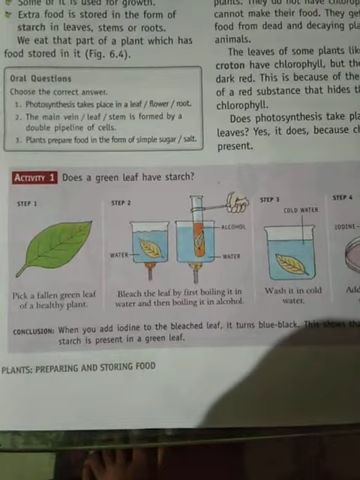 Some of it is used for growth.
Extra food is stored in the form of
starch in leaves, stems or roots.
We eat that part of a plant which has
food stored in it (Fig. 6.4).
Oral Questions
Choose the correct answer.
1. Photosynthesis takes place in a leaf / flower / root.
2. The main vein / leaf / stem is formed by a
double pipeline of cells.
3. Plants prepare food in the form of simple sugar / salt.
plants. They do not have
cannot make their food. They get
food from dead and decaying
animals.
The leaves of some plants
croton have chlorophyll, but
dark red. This is because of the
of a red substance that hides
chlorophyll.
Does photosynthesis take
leaves? Yes, it does, because
present.
ACTIVITY 1 Does a green leaf have starch?
STEP 1
Pick a fallen green leaf
of a healthy plant.
STEP 2
ALCOHOL
WATER
WATER
Bleach the leaf by first boiling it in
water and then boiling it in alcohol.
STEP 3
COLD WATER
Wash it in cold
water.
STEP 4
IODINE
CONCLUSION: When you add iodine to the bleached leaf, it turns blue-black. This shows
starch is present in a green leaf.
PLANTS: PREPARING AND STORING FOOD